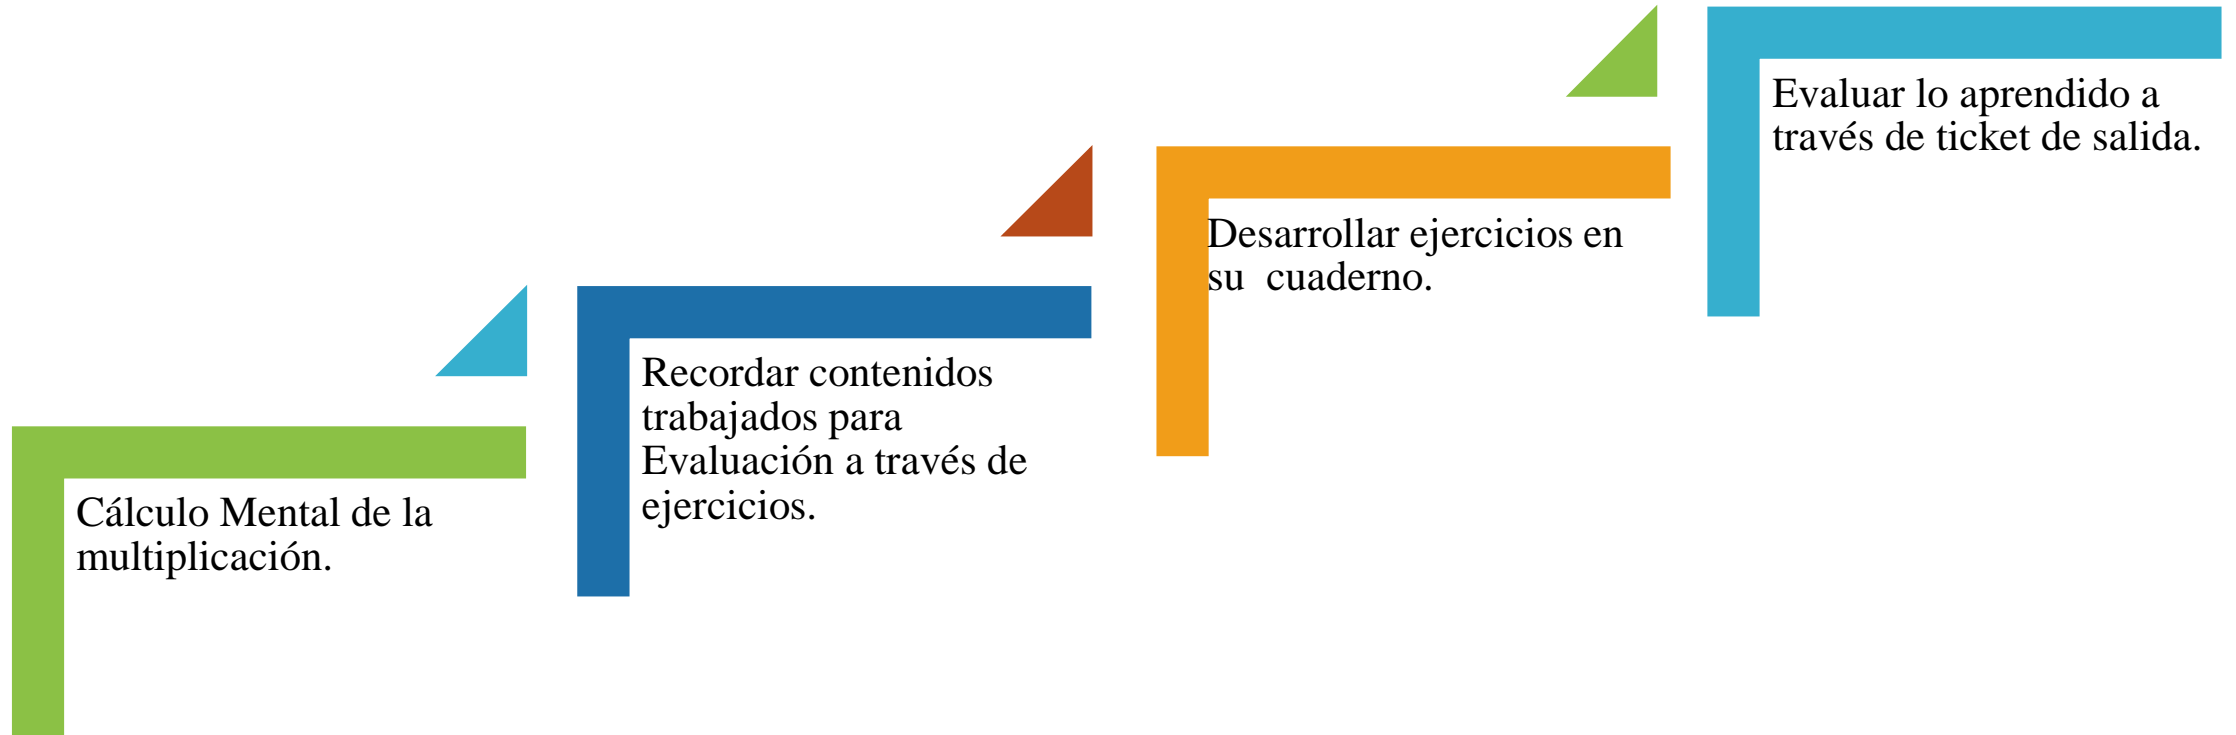 Cálculo Mental de la
multiplicación.
Recordar contenidos
trabajados para
Evaluación a través de
ejercicios.
Desarrollar ejercicios en
su  cuaderno.
Evaluar lo aprendido a
través de ticket de salida.